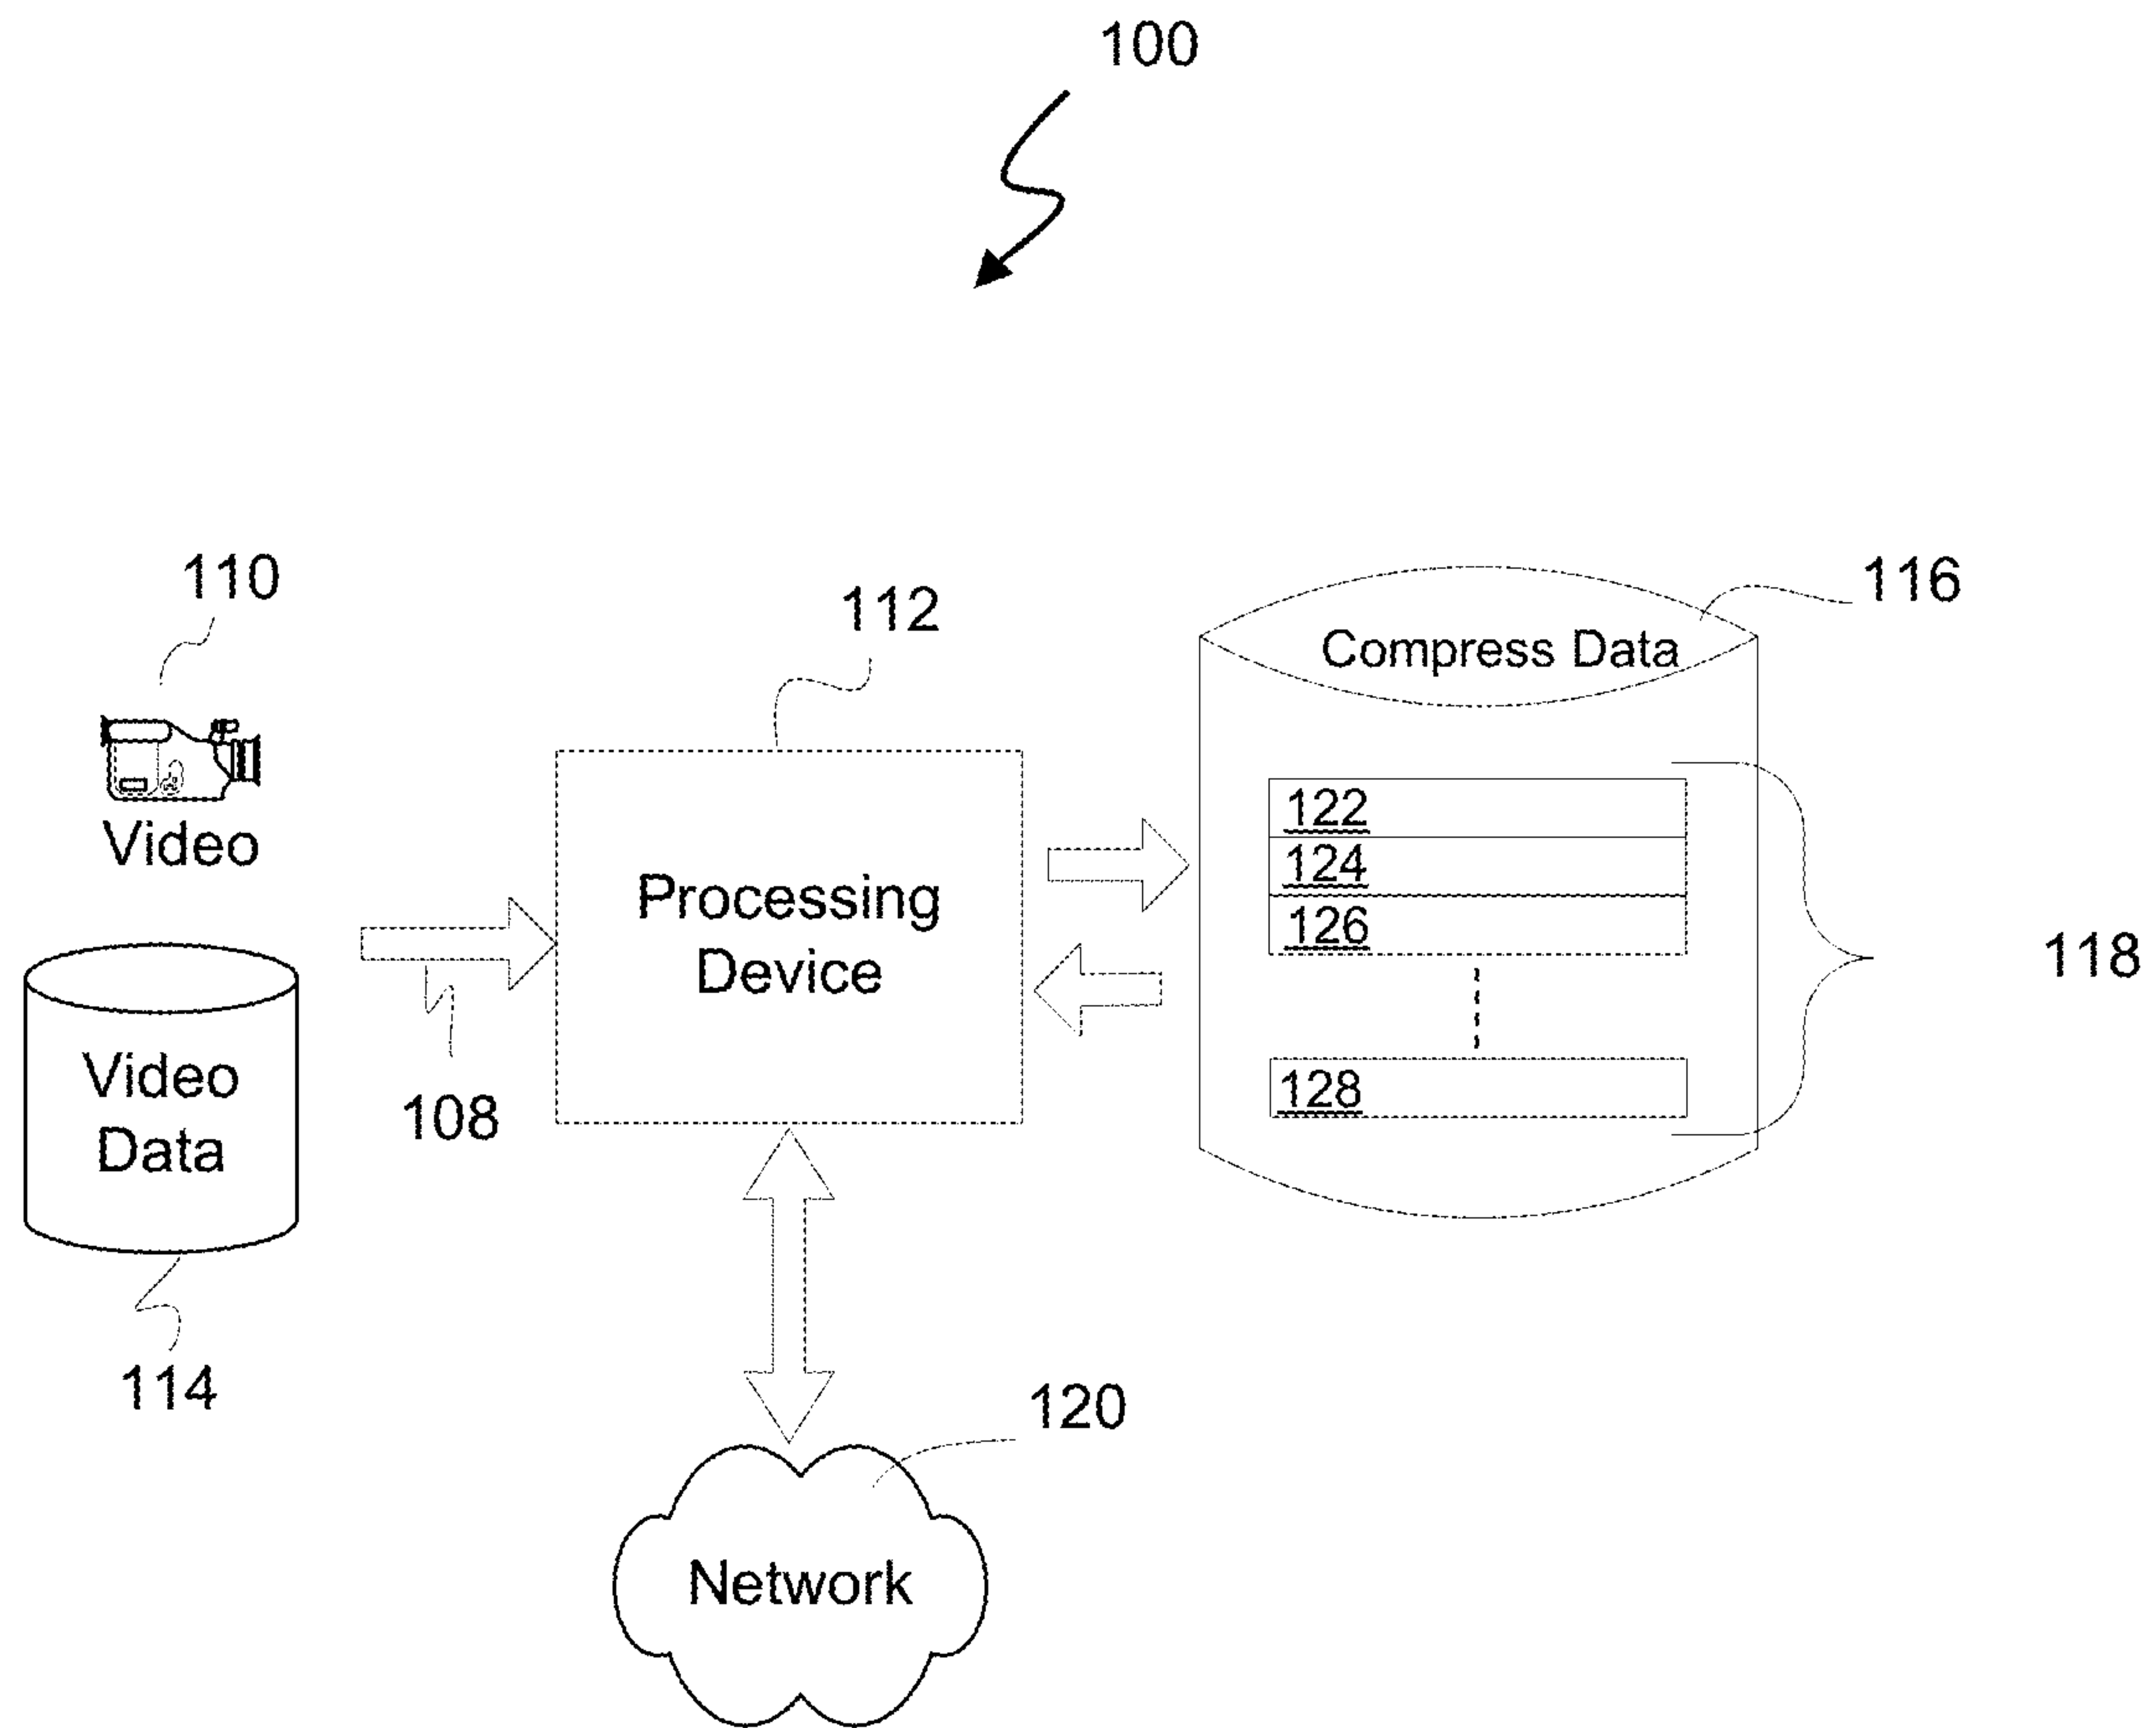 100
110
112
116
Compress Data
Video
122
124
126
118
Processing
Device
Video
Data
108
128
114
120
Network